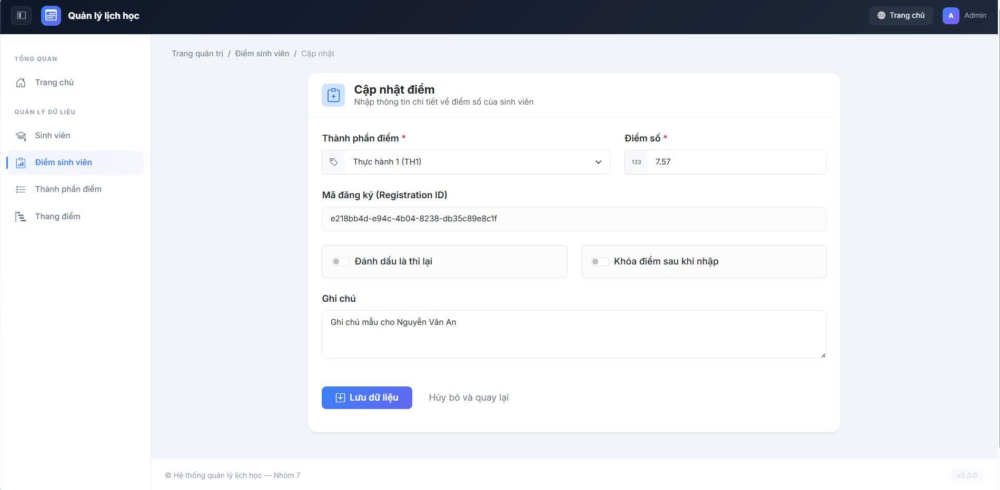 Quản lý lịch học
Trang chủ
A
Admin
TỔNG QUAN
Trang chủ
QUẢN LÝ DỮ LIỆU
Sinh viên
Điểm sinh viên
Thành phần điểm
Thang điểm
Trang quản trị / Điểm sinh viên / Cập nhật
Cập nhật điểm
Nhập thông tin chi tiết về điểm số của sinh viên
Thành phần điểm *
Điểm số *
Thực hành 1 (TH1)
123
7.57
Mã đăng ký (Registration ID)
e218bb4d-e94c-4b04-8238-db35c89e8c1f
Đánh dấu là thi lại
Khóa điểm sau khi nhập
Ghi chú
Ghi chú mẫu cho Nguyễn Văn An
Lưu dữ liệu
Hủy bỏ và quay lại
© Hệ thống quản lý lịch học — Nhóm 7
v2.0.0